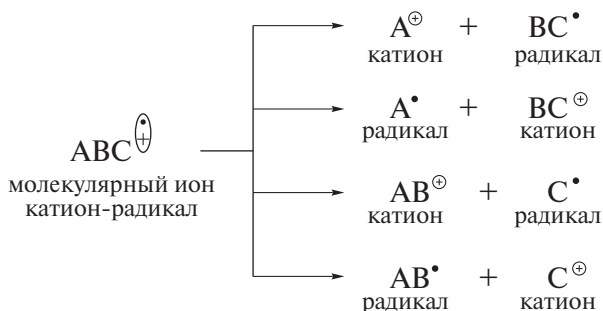 A⊕ + BC•
катион радикал
A• + BC⊕
радикал катион
ABC•+
молекулярный ион
катион-радикал
AB⊕ + C•
катион радикал
AB• + C⊕
радикал катион